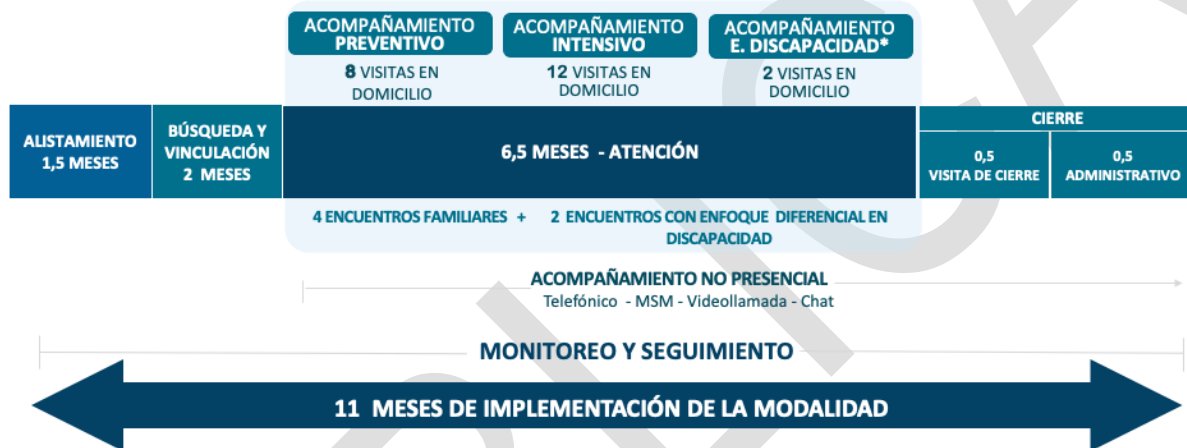 ACOMPAÑAMIENTO
PREVENTIVO
8 VISITAS EN
DOMICILIO
ACOMPAÑAMIENTO
INTENSIVO
12 VISITAS EN
DOMICILIO
ACOMPAÑAMIENTO
E. DISCAPACIDAD*
2 VISITAS EN
DOMICILIO
ALISTAMIENTO
1,5 MESES
BÚSQUEDA Y
VINCULACIÓN
2 MESES
6,5 MESES - ATENCIÓN
CIERRE
0,5
VISITA DE CIERRE
0,5
ADMINISTRATIVO
4 ENCUENTROS FAMILIARES + 2 ENCUENTROS CON ENFOQUE DIFERENCIAL EN
DISCAPACIDAD
ACOMPAÑAMIENTO NO PRESENCIAL
Telefónico - MSM - Videollamada - Chat
MONITOREO Y SEGUIMIENTO
11 MESES DE IMPLEMENTACIÓN DE LA MODALIDAD